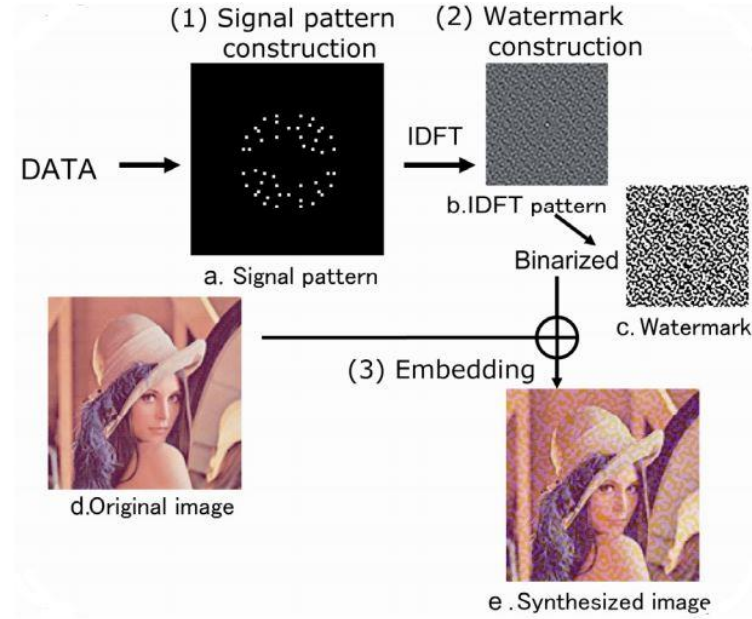 (1) Signal pattern
construction
(2) Watermark
construction
DATA
IDFT
b.IDFT pattern
a. Signal pattern
Binarized
c. Watermark
(3) Embedding
d.Original image
e .Synthesized image